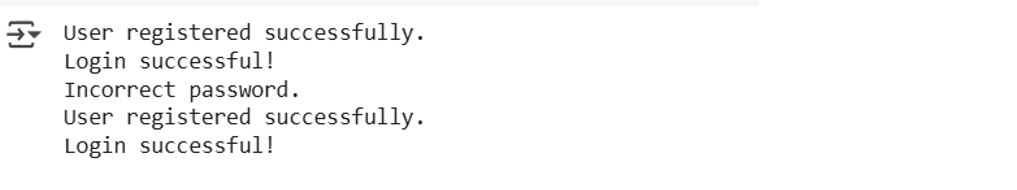 User registered successfully.
Login successful!
Incorrect password.
User registered successfully.
Login successful!